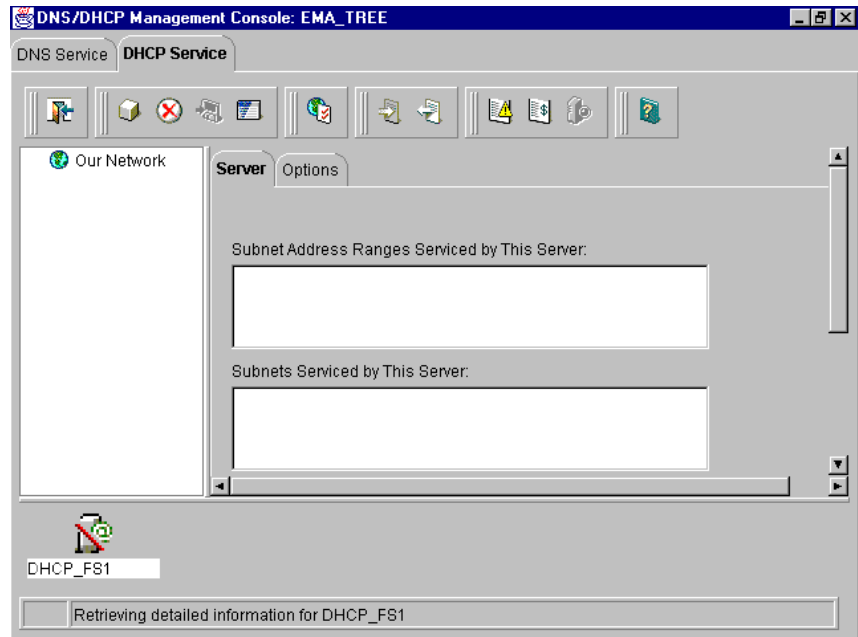 DNS/DHCP Management Console: EMA_TREE
DNS Service DHCP Service
Our Network
Server Options
Subnet Address Ranges Serviced by This Server:
Subnets Serviced by This Server:
DHCP_FS1
Retrieving detailed information for DHCP_FS1